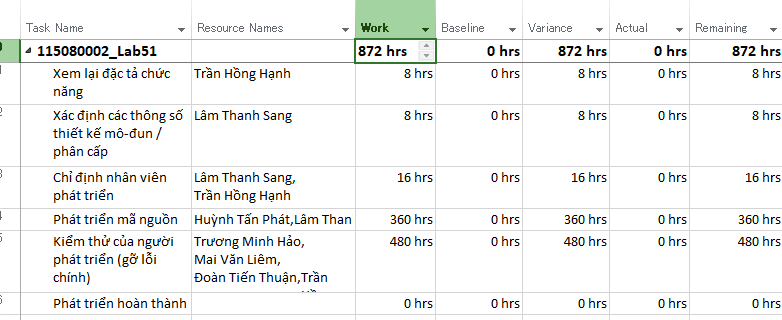 Task Name Resource Names Work Baseline Variance Actual Remaining
115080002_Lab51 872 hrs 0 hrs 872 hrs 0 hrs 872 hrs
1 Xem lại đặc tả chức Trần Hồng Hạnh 8 hrs 0 hrs 8 hrs 0 hrs 8 hrs
năng
2 Xác định các thông số Lâm Thanh Sang 8 hrs 0 hrs 8 hrs 0 hrs 8 hrs
thiết kế mô-đun /
phân cấp
3 Chỉ định nhân viên Lâm Thanh Sang, 16 hrs 0 hrs 16 hrs 0 hrs 16 hrs
phát triển Trần Hồng Hạnh
4 Phát triển mã nguồn Huỳnh Tấn Phát,Lâm Than 360 hrs 0 hrs 360 hrs 0 hrs 360 hrs
5 Kiểm thử của người Trương Minh Hảo, 480 hrs 0 hrs 480 hrs 0 hrs 480 hrs
phát triển (gỡ lỗi Mai Văn Liêm,
chính) Đoàn Tiến Thuận,Trần
6 Phát triển hoàn thành 0 hrs 0 hrs 0 hrs 0 hrs 0 hrs